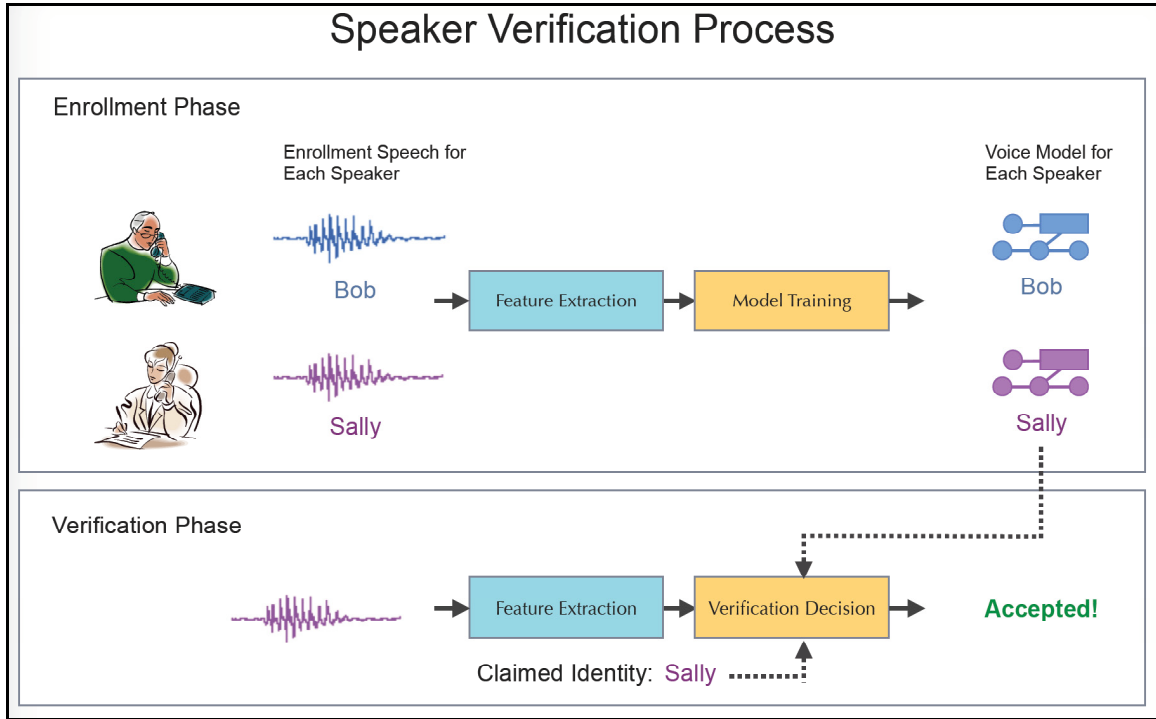 Speaker Verification Process
Enrollment Phase
Enrollment Speech for
Each Speaker
Voice Model for
Each Speaker
Bob
Feature Extraction
Model Training
Bob
Sally
Sally
Verification Phase
Feature Extraction
Verification Decision
Accepted!
Claimed Identity: Sally